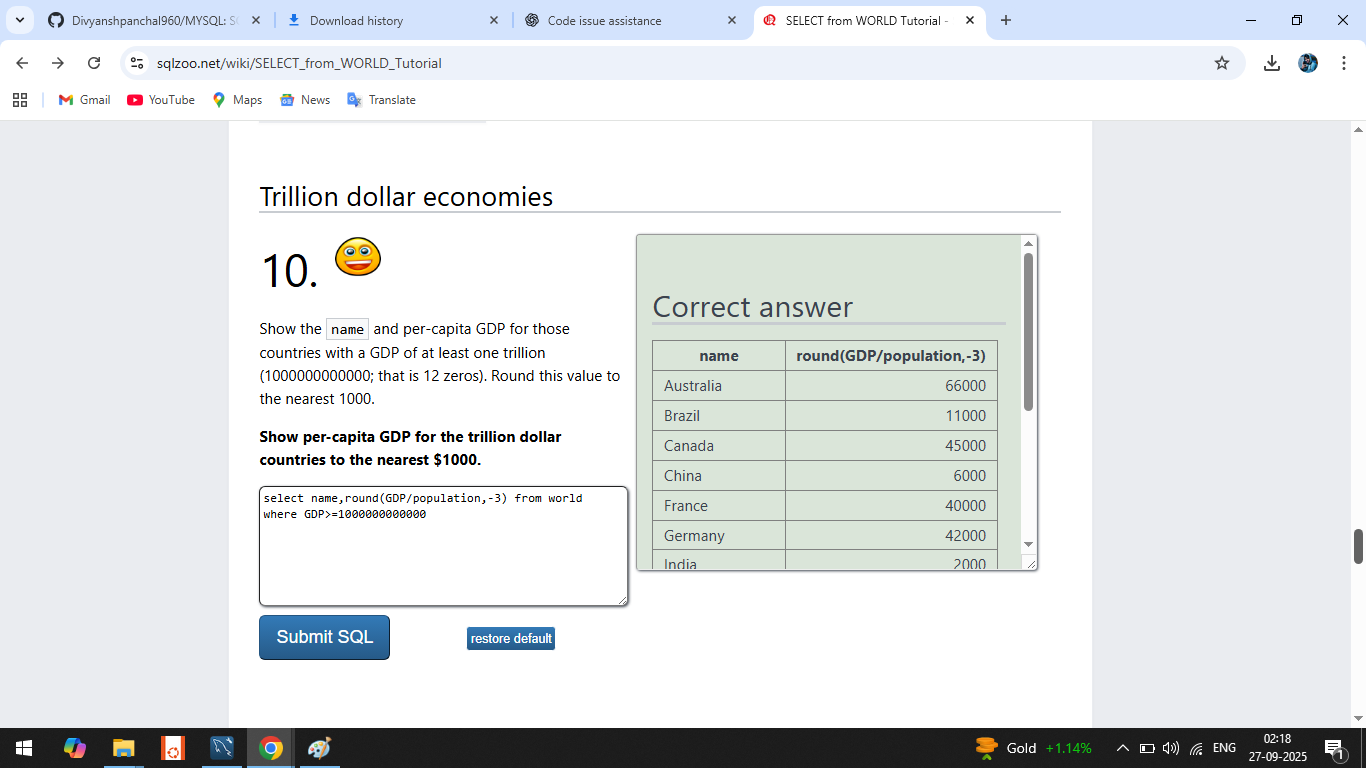 Divyanshpanchal960/MYSQL: S
Download history
Code issue assistance
SELECT from WORLD Tutorial -
sqlzoo.net/wiki/SELECT_from_WORLD_Tutorial
Gmail
YouTube
Maps
News
Translate
Trillion dollar economies
10.
Show the name and per-capita GDP for those
countries with a GDP of at least one trillion
(1000000000000; that is 12 zeros). Round this value to
the nearest 1000.
Show per-capita GDP for the trillion dollar
countries to the nearest $1000.
select name,round(GDP/population,-3) from world
where GDP>=1000000000000
Submit SQL
restore default
Correct answer
name round(GDP/population,-3)
Australia 66000
Brazil 11000
Canada 45000
China 6000
France 40000
Germany 42000
India 2000
Gold +1.14%
ENG
02:18
27-09-2025
1